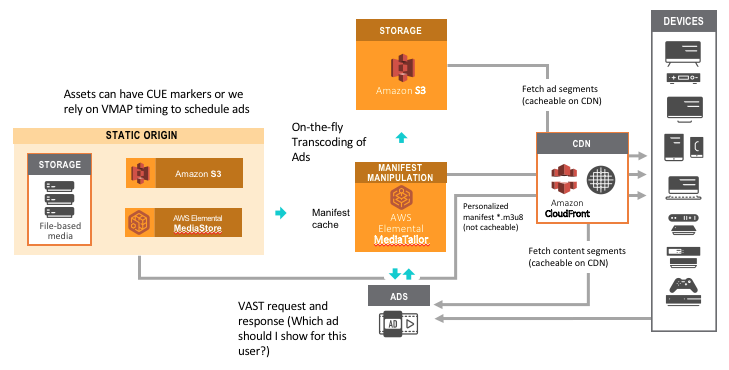 DEVICES
STORAGE
Amazon S3
Fetch ad segments
(cacheable on CDN)
Assets can have CUE markers or we
rely on VMAP timing to schedule ads
On-the-fly
Transcoding of
Ads
STATIC ORIGIN
STORAGE
File-based
media
Amazon S3
AWS Elemental
MediaStore
Manifest
cache
MANIFEST
MANIPULATION
AWS
Elemental
MediaTailor
CDN
Amazon
CloudFront
Personalized
manifest *.m3u8
(not cacheable)
Fetch content segments
(cacheable on CDN)
VAST request and
response (Which ad
should I show for this
user?)
ADS
AD